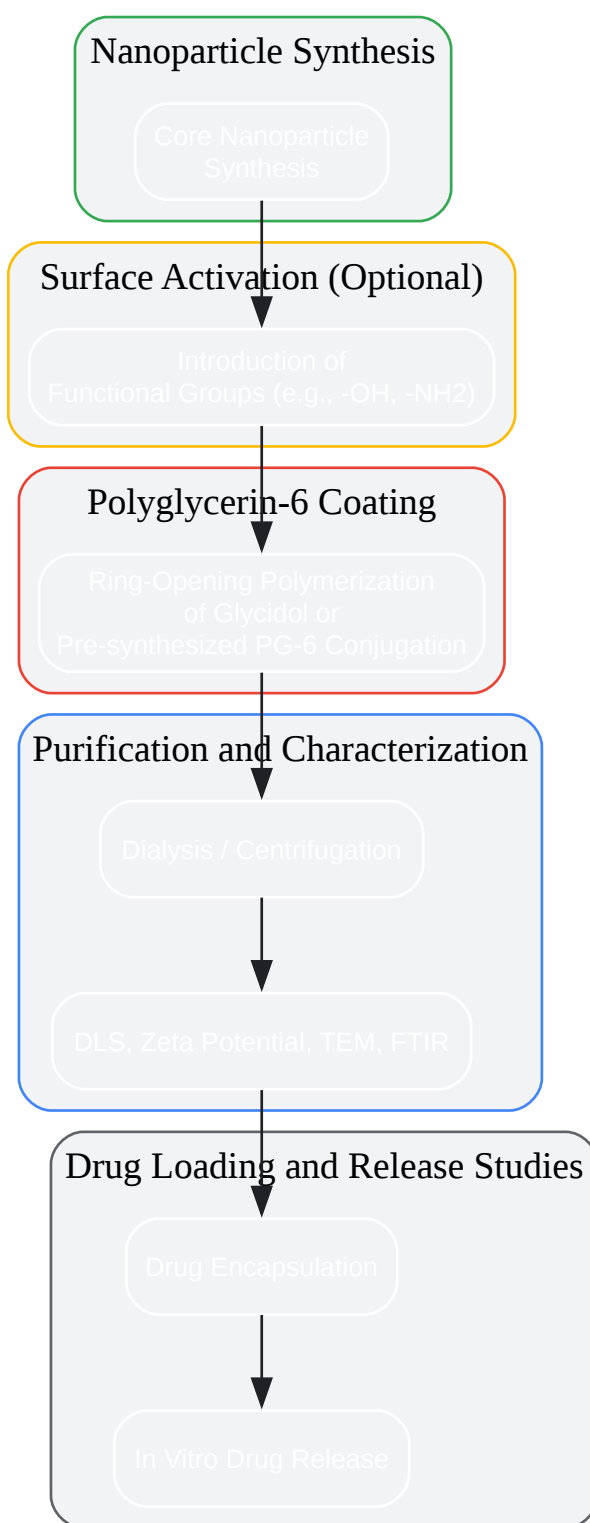 Nanoparticle Synthesis
Core Nanoparticle
Synthesis
Surface Activation (Optional)
Introduction of
Functional Groups (e.g., -OH, -NH2)
Polyglycerin-6 Coating
Ring-Opening Polymerization
of Glycidol or
Pre-synthesized PG-6 Conjugation
Purification and Characterization
Dialysis / Centrifugation
DLS, Zeta Potential, TEM, FTIR
Drug Loading and Release Studies
Drug Encapsulation
In Vitro Drug Release